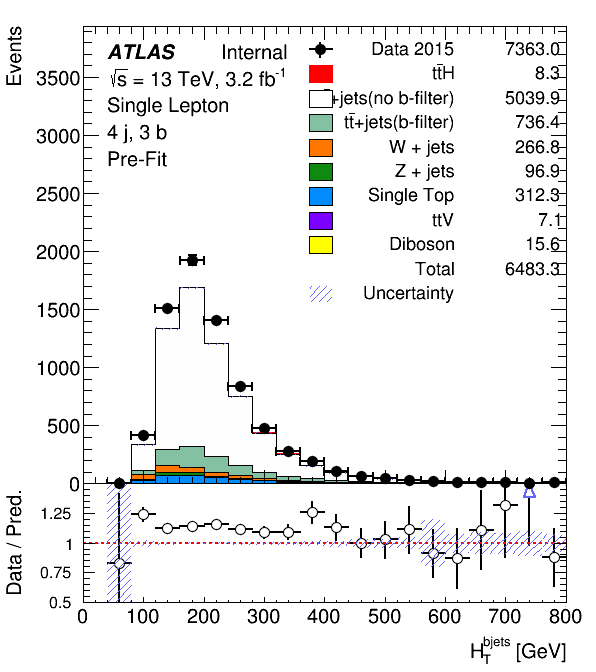 Events
ATLAS Internal
√s = 13 TeV, 3.2 fb⁻¹
Single Lepton
4 j, 3 b
Pre-Fit
Data 2015 7363.0
tt̄H 8.3
+jets(no b-filter) 5039.9
tt̄+jets(b-filter) 736.4
W + jets 266.8
Z + jets 96.9
Single Top 312.3
ttV 7.1
Diboson 15.6
Total 6483.3
Uncertainty
3500
3000
2500
2000
1500
1000
500
0
Data / Pred.
1.25
1
0.75
0.5
0 100 200 300 400 500 600 700 800
H_T^bjets [GeV]